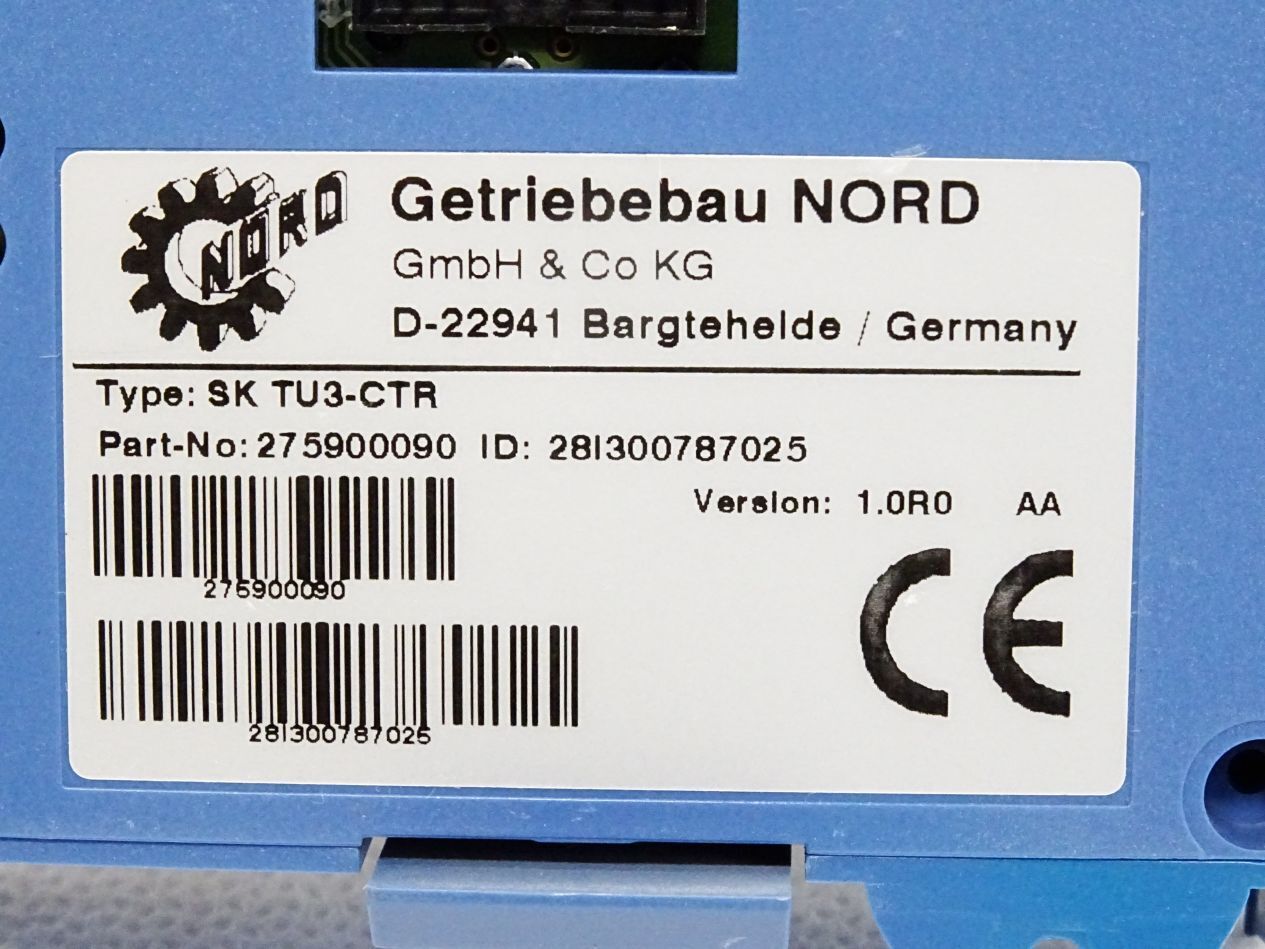 NORD
Getriebebau NORD
GmbH & Co KG
D-22941 Bargteheide / Germany
Type: SK TU3-CTR
Part-No: 275900090 ID: 28I300787025
Version: 1.0R0 AA
275900090
28I300787025
CE